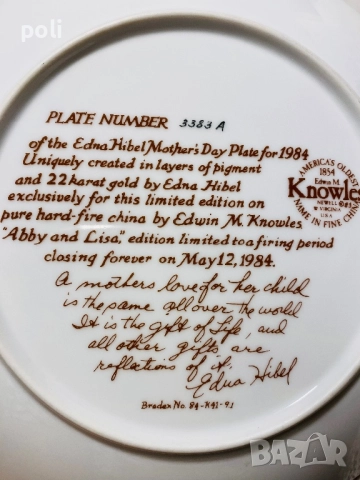 poli
PLATE NUMBER 3383 A
of the Edna Hibel Mother's Day Plate for 1984
Uniquely created in layers of pigment
and 22 karat gold by Edna Hibel
exclusively for this limited edition on
pure hard-fire china by Edwin M. Knowles.
"Abby and Lisa," edition limited to a firing period
closing forever on May 12, 1984.
AMERICA'S OLDEST
1854
Edwin M.
Knowles
NEWELL
W. VIRGINIA
U S A
NAME IN FINE CHINA
A mothers love for her child
is the same all over the world
It is the gift of Life, and
all other gifts are
reflections of it.
Edna Hibel
Bradex No. 84-K41-9.1
BAZAR